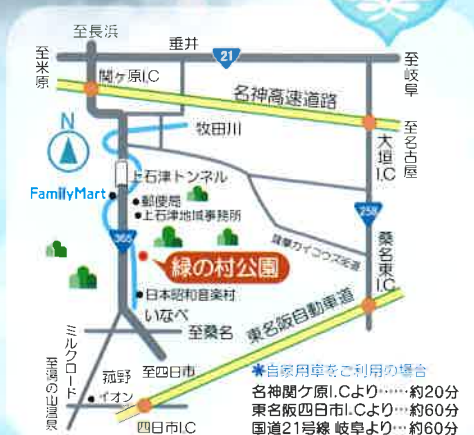 至長浜
垂井
21
至米原
関ヶ原I.C
至岐阜
名神高速道路
N
牧田川
至名古屋
大垣I.C
上石津トンネル
FamilyMart
郵便局
上石津地域事務所
258
365
緑の村公園
桑名東I.C
日本昭和音楽村
いなべ
至桑名
東名阪自動車道
ミルクロード
至湯の山温泉
菰野
至四日市
イオン
四日市I.C
*自家用車をご利用の場合
名神関ケ原I.Cより……約20分
東名阪四日市I.Cより…約60分
国道21号線 岐阜より…約60分